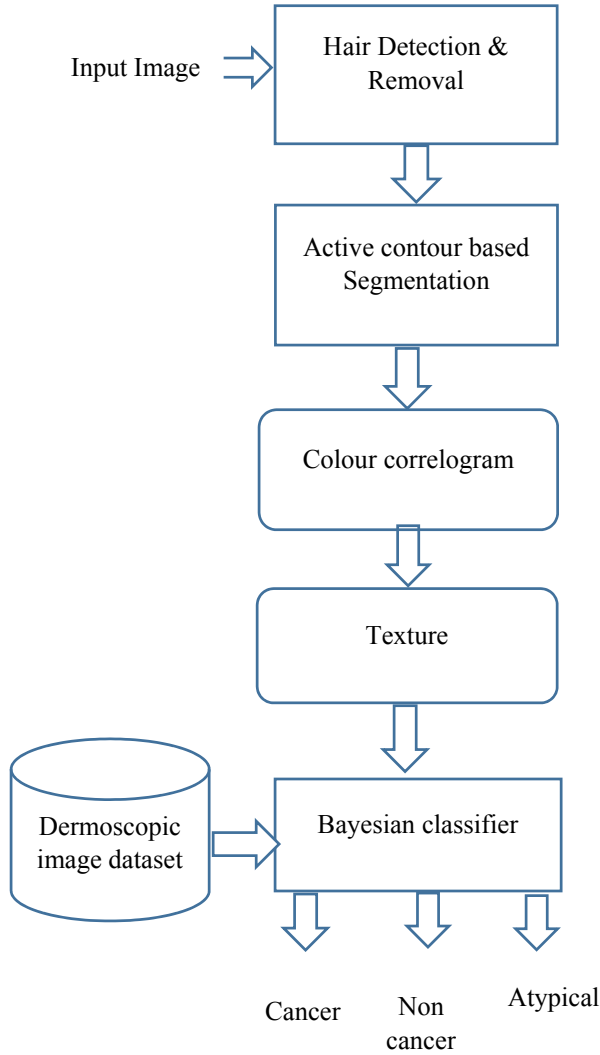 Input Image
Hair Detection &
Removal
Active contour based
Segmentation
Colour correlogram
Texture
Dermoscopic
image dataset
Bayesian classifier
Cancer
Non
cancer
Atypical